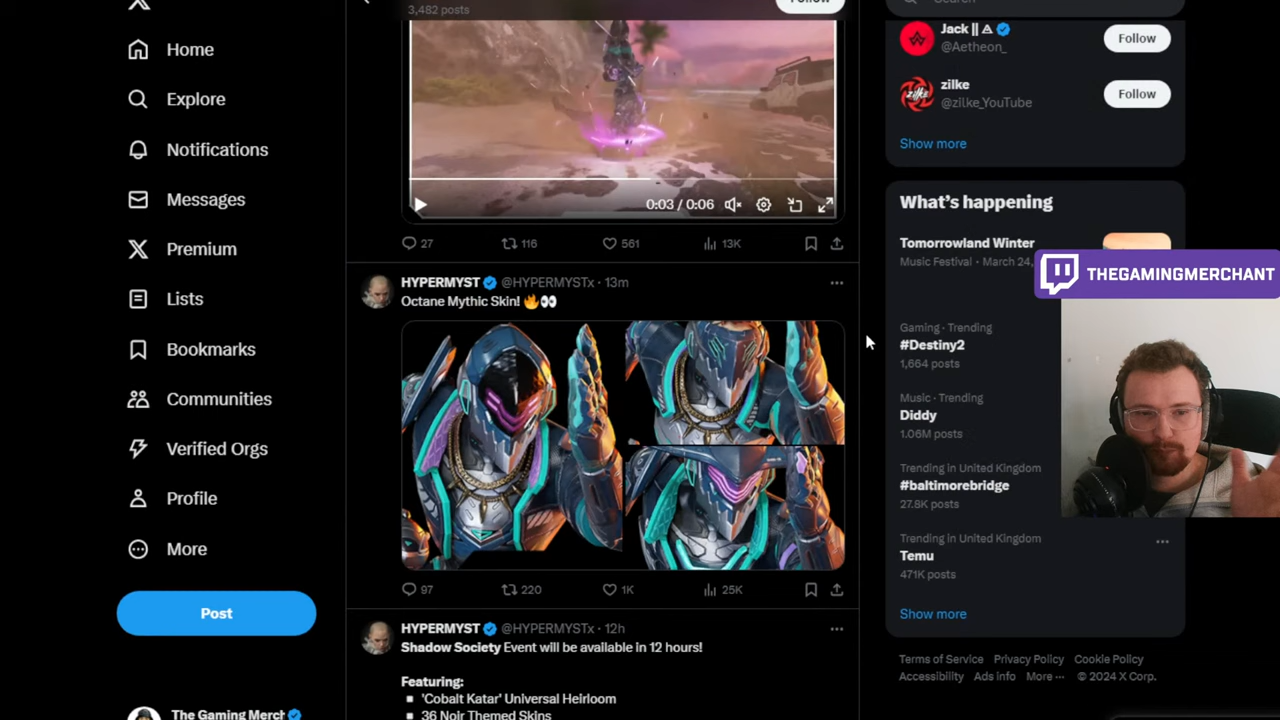 Home
Explore
Notifications
Messages
Premium
Lists
Bookmarks
Communities
Verified Orgs
Profile
More
Post
3,482 posts
0:03 / 0:06
27
116
561
13K
HYPERMYST @HYPERMYSTx · 13m
Octane Mythic Skin! 🔥👀
97
220
1K
25K
HYPERMYST @HYPERMYSTx · 12h
Shadow Society Event will be available in 12 hours!
Featuring:
▪ 'Cobalt Katar' Universal Heirloom
▪ 36 Noir Themed Skins
Jack || ⚠
@Aetheon_
Follow
zilke
@zilke_YouTube
Follow
Show more
What's happening
Tomorrowland Winter
Music Festival · March 24,
THEGAMINGMERCHANT
Gaming · Trending
#Destiny2
1,664 posts
Music · Trending
Diddy
1.06M posts
Trending in United Kingdom
#baltimorebridge
27.8K posts
Trending in United Kingdom
Temu
471K posts
Show more
Terms of Service Privacy Policy Cookie Policy
Accessibility Ads info More ··· © 2024 X Corp.